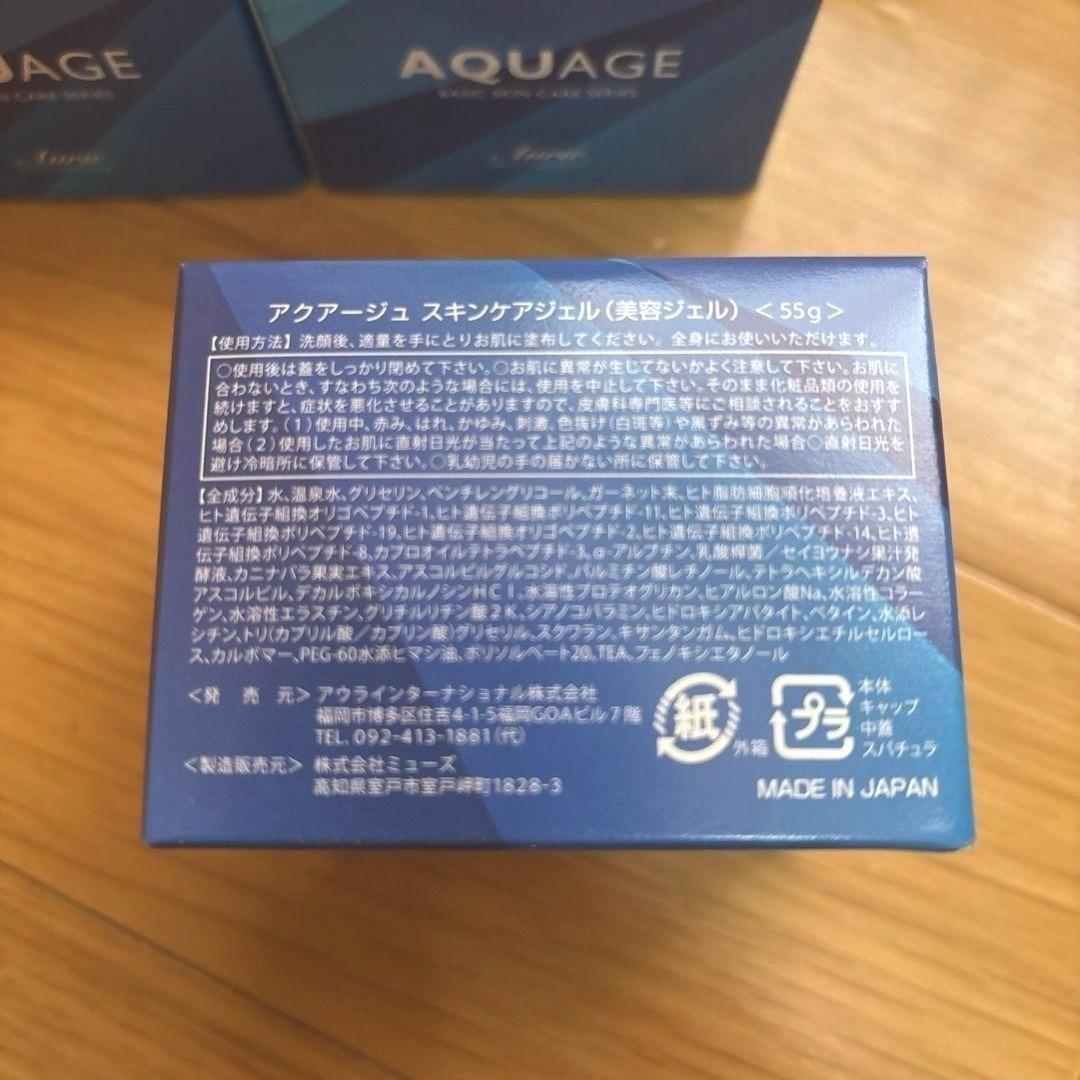 UAGE
N CARE SERIES
AQUAGE
BASIC SKIN CARE SERIES
アクアージュ スキンケアジェル（美容ジェル）＜55g＞
【使用方法】洗顔後、適量を手にとりお肌に塗布してください。全身にお使いいただけます。
○使用後は蓋をしっかり閉めて下さい。○お肌に異常が生じてないかよく注意して下さい。お肌に
合わないとき、すなわち次のような場合には、使用を中止して下さい。そのまま化粧品類の使用を
続けますと、症状を悪化させることがありますので、皮膚科専門医等にご相談されることをおすす
めします。（1）使用中、赤み、はれ、かゆみ、刺激、色抜け（白斑等）や黒ずみ等の異常があらわれた
場合（2）使用したお肌に直射日光が当たって上記のような異常があらわれた場合○直射日光を
避け冷暗所に保管して下さい。○乳幼児の手の届かない所に保管して下さい。
【全成分】水、温泉水、グリセリン、ペンチレングリコール、ガーネット末、ヒト脂肪細胞順化培養液エキス、
ヒト遺伝子組換オリゴペプチド-1、ヒト遺伝子組換ポリペプチド-11、ヒト遺伝子組換ポリペプチド-3、ヒト
遺伝子組換ポリペプチド-19、ヒト遺伝子組換オリゴペプチド-2、ヒト遺伝子組換ポリペプチド-14、ヒト遺
伝子組換ポリペプチド-8、カプロオイルテトラペプチド-3、α-アルブチン、乳酸桿菌／セイヨウナシ果汁発
酵液、カニナバラ果実エキス、アスコルビルグルコシド、パルミチン酸レチノール、テトラヘキシルデカン酸
アスコルビル、デカルボキシカルノシンHCl、水溶性プロテオグリカン、ヒアルロン酸Na、水溶性コラー
ゲン、水溶性エラスチン、グリチルリチン酸2K、シアノコバラミン、ヒドロキシアパタイト、ベタイン、水添レ
シチン、トリ（カプリル酸／カプリン酸）グリセリル、スクワラン、キサンタンガム、ヒドロキシエチルセルロー
ス、カルボマー、PEG-60水添ヒマシ油、ポリソルベート20、TEA、フェノキシエタノール
＜発売元＞ アウラインターナショナル株式会社
福岡市博多区住吉4-1-5福岡GOAビル7階
TEL. 092-413-1881（代）
＜製造販売元＞ 株式会社ミューズ
高知県室戸市室戸岬町1828-3
紙
外箱
プラ
本体
キャップ
中蓋
スパチュラ
MADE IN JAPAN